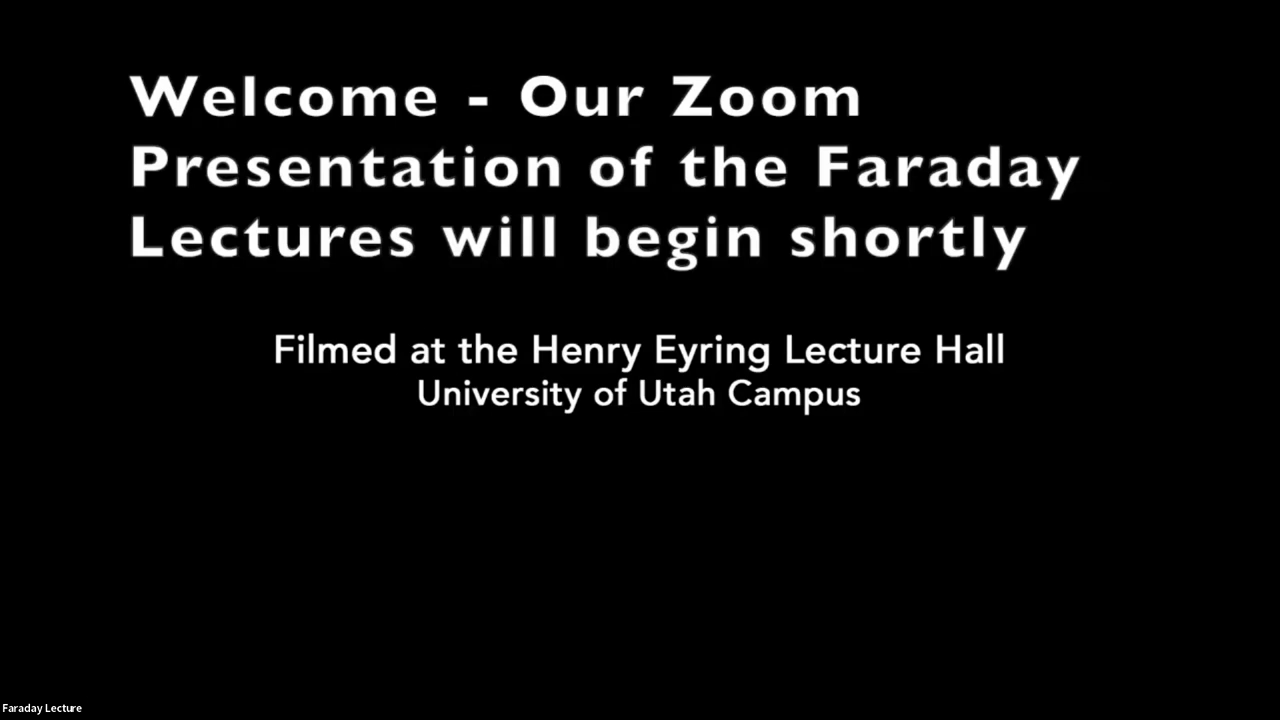 Welcome - Our Zoom
Presentation of the Faraday
Lectures will begin shortly
Filmed at the Henry Eyring Lecture Hall
University of Utah Campus
Faraday Lecture